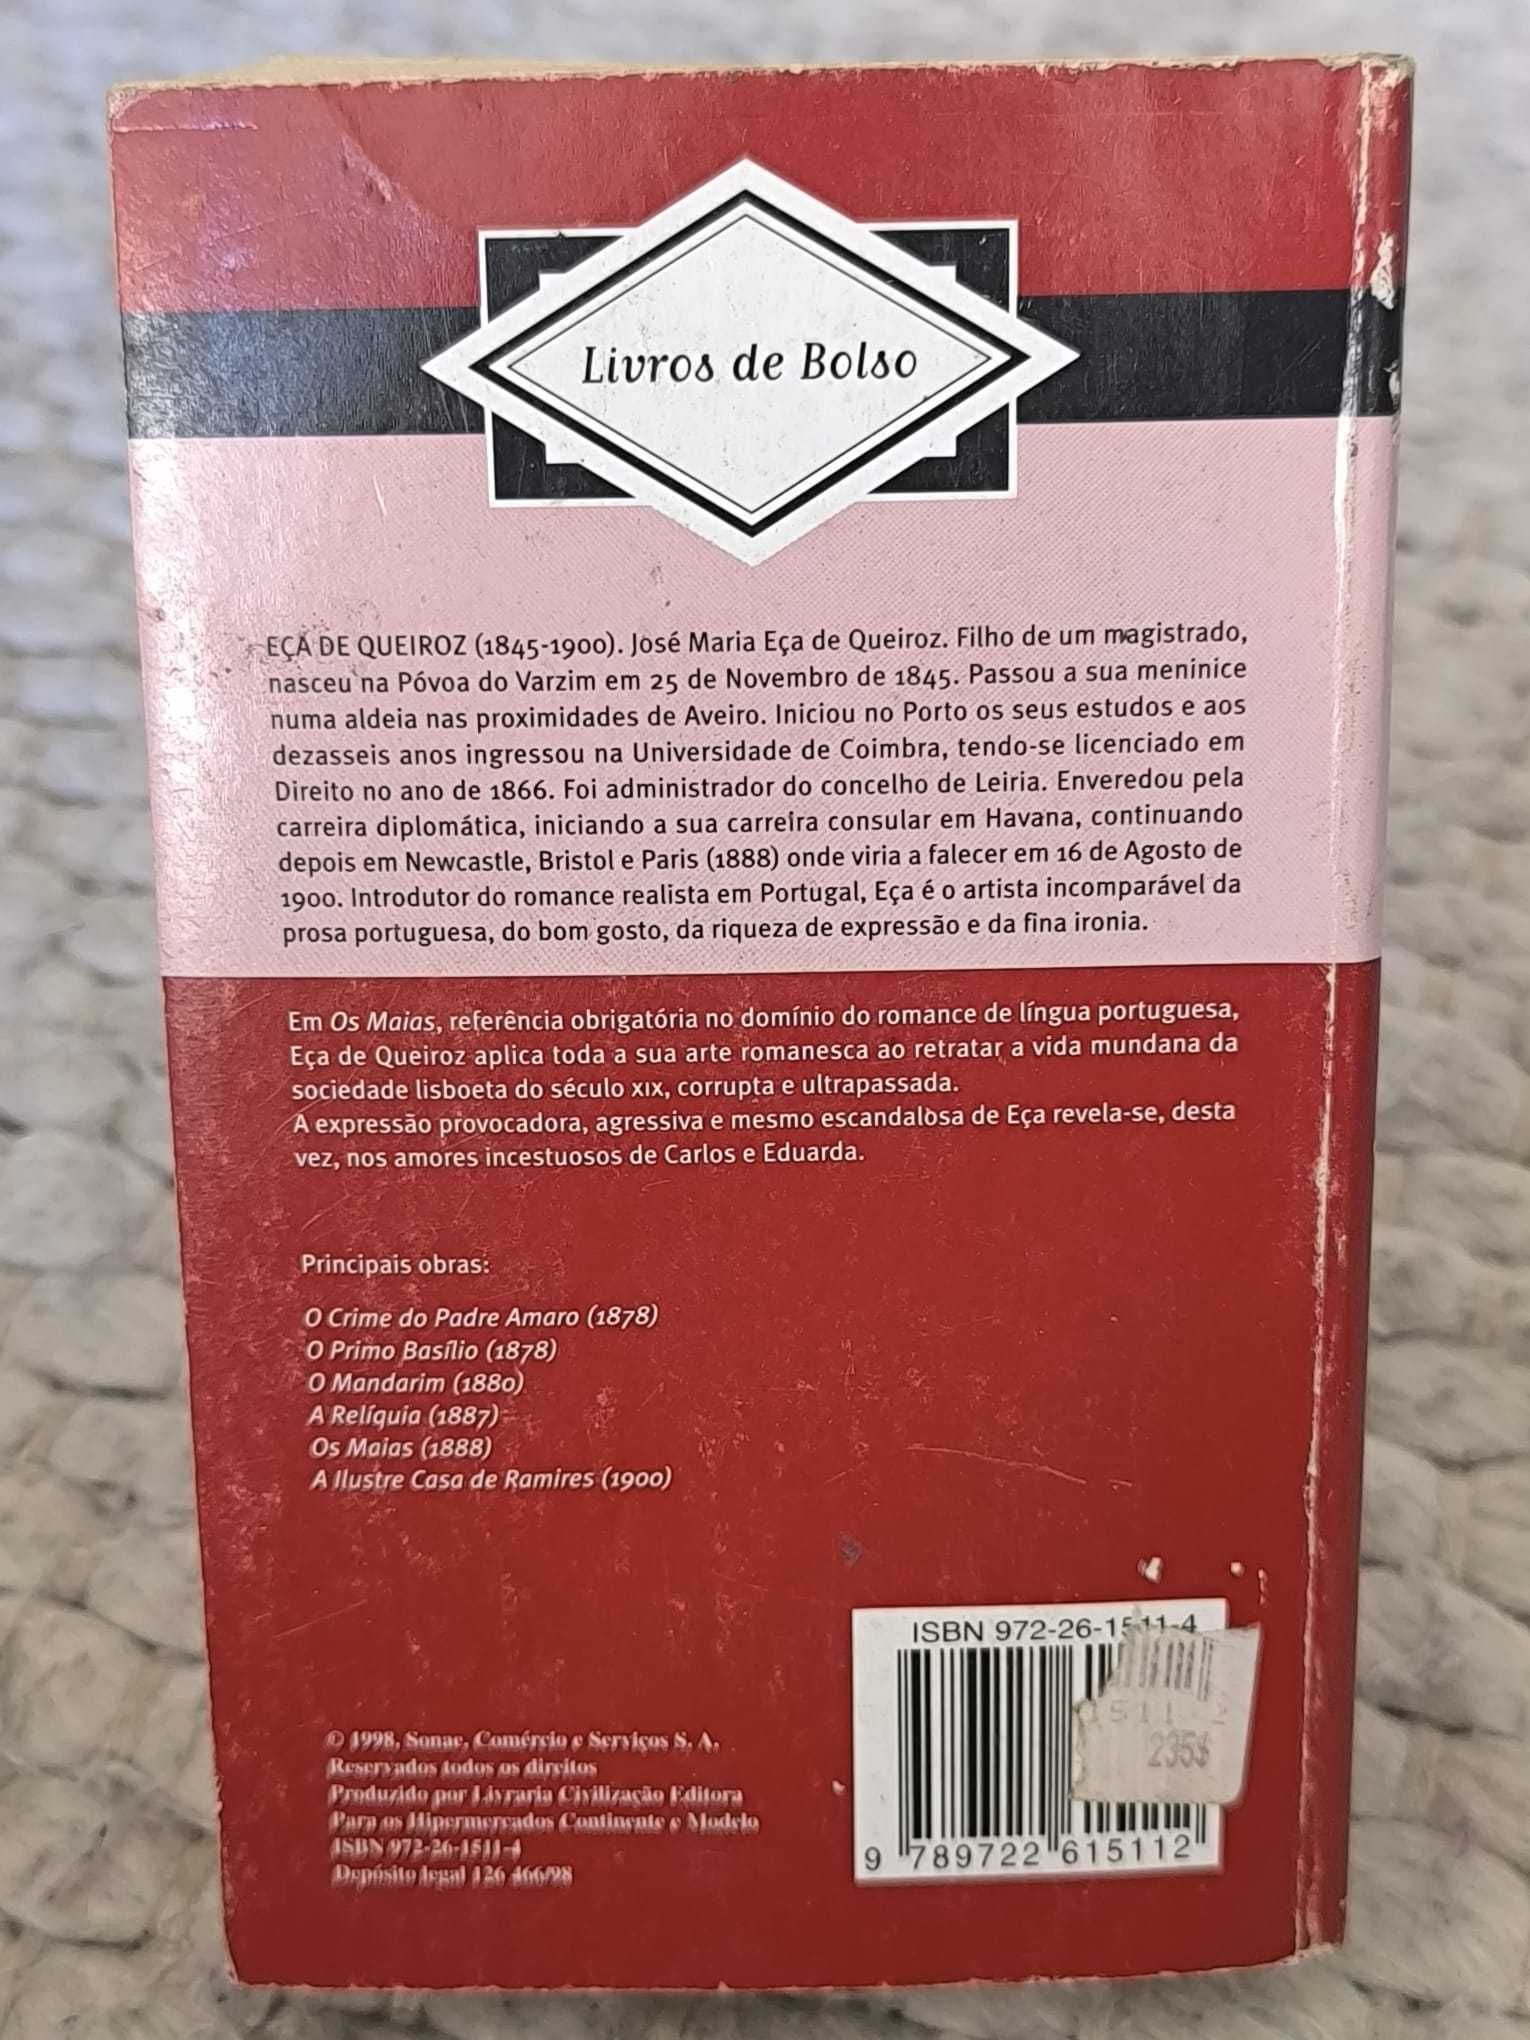 Livros de Bolso
EÇA DE QUEIROZ (1845-1900). José Maria Eça de Queiroz. Filho de um magistrado,
nasceu na Póvoa do Varzim em 25 de Novembro de 1845. Passou a sua meninice
numa aldeia nas proximidades de Aveiro. Iniciou no Porto os seus estudos e aos
dezasseis anos ingressou na Universidade de Coimbra, tendo-se licenciado em
Direito no ano de 1866. Foi administrador do concelho de Leiria. Enveredou pela
carreira diplomática, iniciando a sua carreira consular em Havana, continuando
depois em Newcastle, Bristol e Paris (1888) onde viria a falecer em 16 de Agosto de
1900. Introdutor do romance realista em Portugal, Eça é o artista incomparável da
prosa portuguesa, do bom gosto, da riqueza de expressão e da fina ironia.
Em Os Maias, referência obrigatória no domínio do romance de língua portuguesa,
Eça de Queiroz aplica toda a sua arte romanesca ao retratar a vida mundana da
sociedade lisboeta do século XIX, corrupta e ultrapassada.
A expressão provocadora, agressiva e mesmo escandalosa de Eça revela-se, desta
vez, nos amores incestuosos de Carlos e Eduarda.
Principais obras:
O Crime do Padre Amaro (1878)
O Primo Basílio (1878)
O Mandarim (1880)
A Relíquia (1887)
Os Maias (1888)
A Ilustre Casa de Ramires (1900)
© 1998, Sonae, Comércio e Serviços S. A.
Reservados todos os direitos
Produzido por Livraria Civilização Editora
Para os Hipermercados Continente e Modelo
ISBN 972-26-1511-4
Depósito legal 126 466/98
ISBN 972-26-1511-4
235$
9 789722 615112